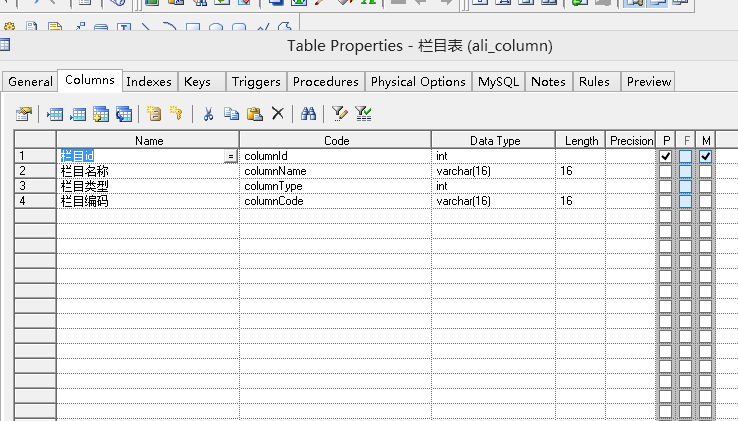 Table Properties - 栏目表 (ali_column)
General Columns Indexes Keys Triggers Procedures Physical Options MySQL Notes Rules Preview
Name Code Data Type Length Precision P F M
1 栏目id = columnId int
2 栏目名称 columnName varchar(16) 16
3 栏目类型 columnType int
4 栏目编码 columnCode varchar(16) 16